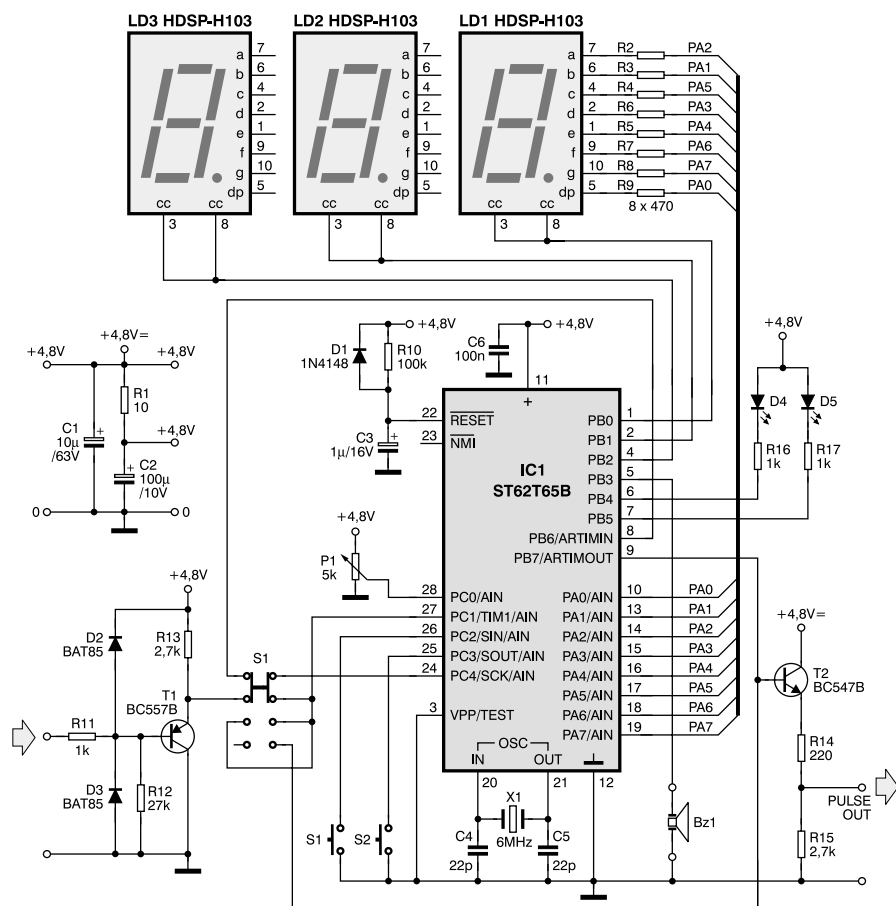 LD3 HDSP-H103 LD2 HDSP-H103 LD1 HDSP-H103
a 7 a 7 a 7 R2 PA2
b 6 b 6 b 6 R3 PA1
c 4 c 4 c 4 R4 PA5
d 2 d 2 d 2 R6 PA3
e 1 e 1 e 1 R5 PA4
f 9 f 9 f 9 R7 PA6
g 10 g 10 g 10 R8 PA7
dp 5 dp 5 dp 5 R9 PA0
cc cc cc cc cc cc 8 x 470
3 8 3 8 3 8
+4,8V=
+4,8V +4,8V
R1
10
C1
10µ
/63V
+
+4,8V
C2
100µ
/10V
+
0 0
+4,8V
D1
1N4148
R10
100k
C3
1µ/16V
+
C6
100n
+4,8V
11
+
22 RESET
23 NMI
IC1
ST62T65B
PB0 1
PB1 2
PB2 4
PB3 5
PB4 6
PB5 7
PB6/ARTIMIN 8
PB7/ARTIMOUT 9
+4,8V
D4 D5
R16
1k
R17
1k
+4,8V
P1
5k
28 PC0/AIN PA0/AIN 10 PA0
27 PC1/TIM1/AIN PA1/AIN 13 PA1
26 PC2/SIN/AIN PA2/AIN 14 PA2
25 PC3/SOUT/AIN PA3/AIN 15 PA3
24 PC4/SCK/AIN PA4/AIN 16 PA4
PA5/AIN 17 PA5
3 VPP/TEST PA6/AIN 18 PA6
PA7/AIN 19 PA7
OSC
IN OUT
20 21 12
X1
6MHz
C4
22p
C5
22p
+4,8V
D2
BAT85
R13
2,7k
T1
BC557B
R11
1k
D3
BAT85
R12
27k
S1
S1 S2
Bz1
+4,8V=
T2
BC547B
R14
220
PULSE
OUT
R15
2,7k